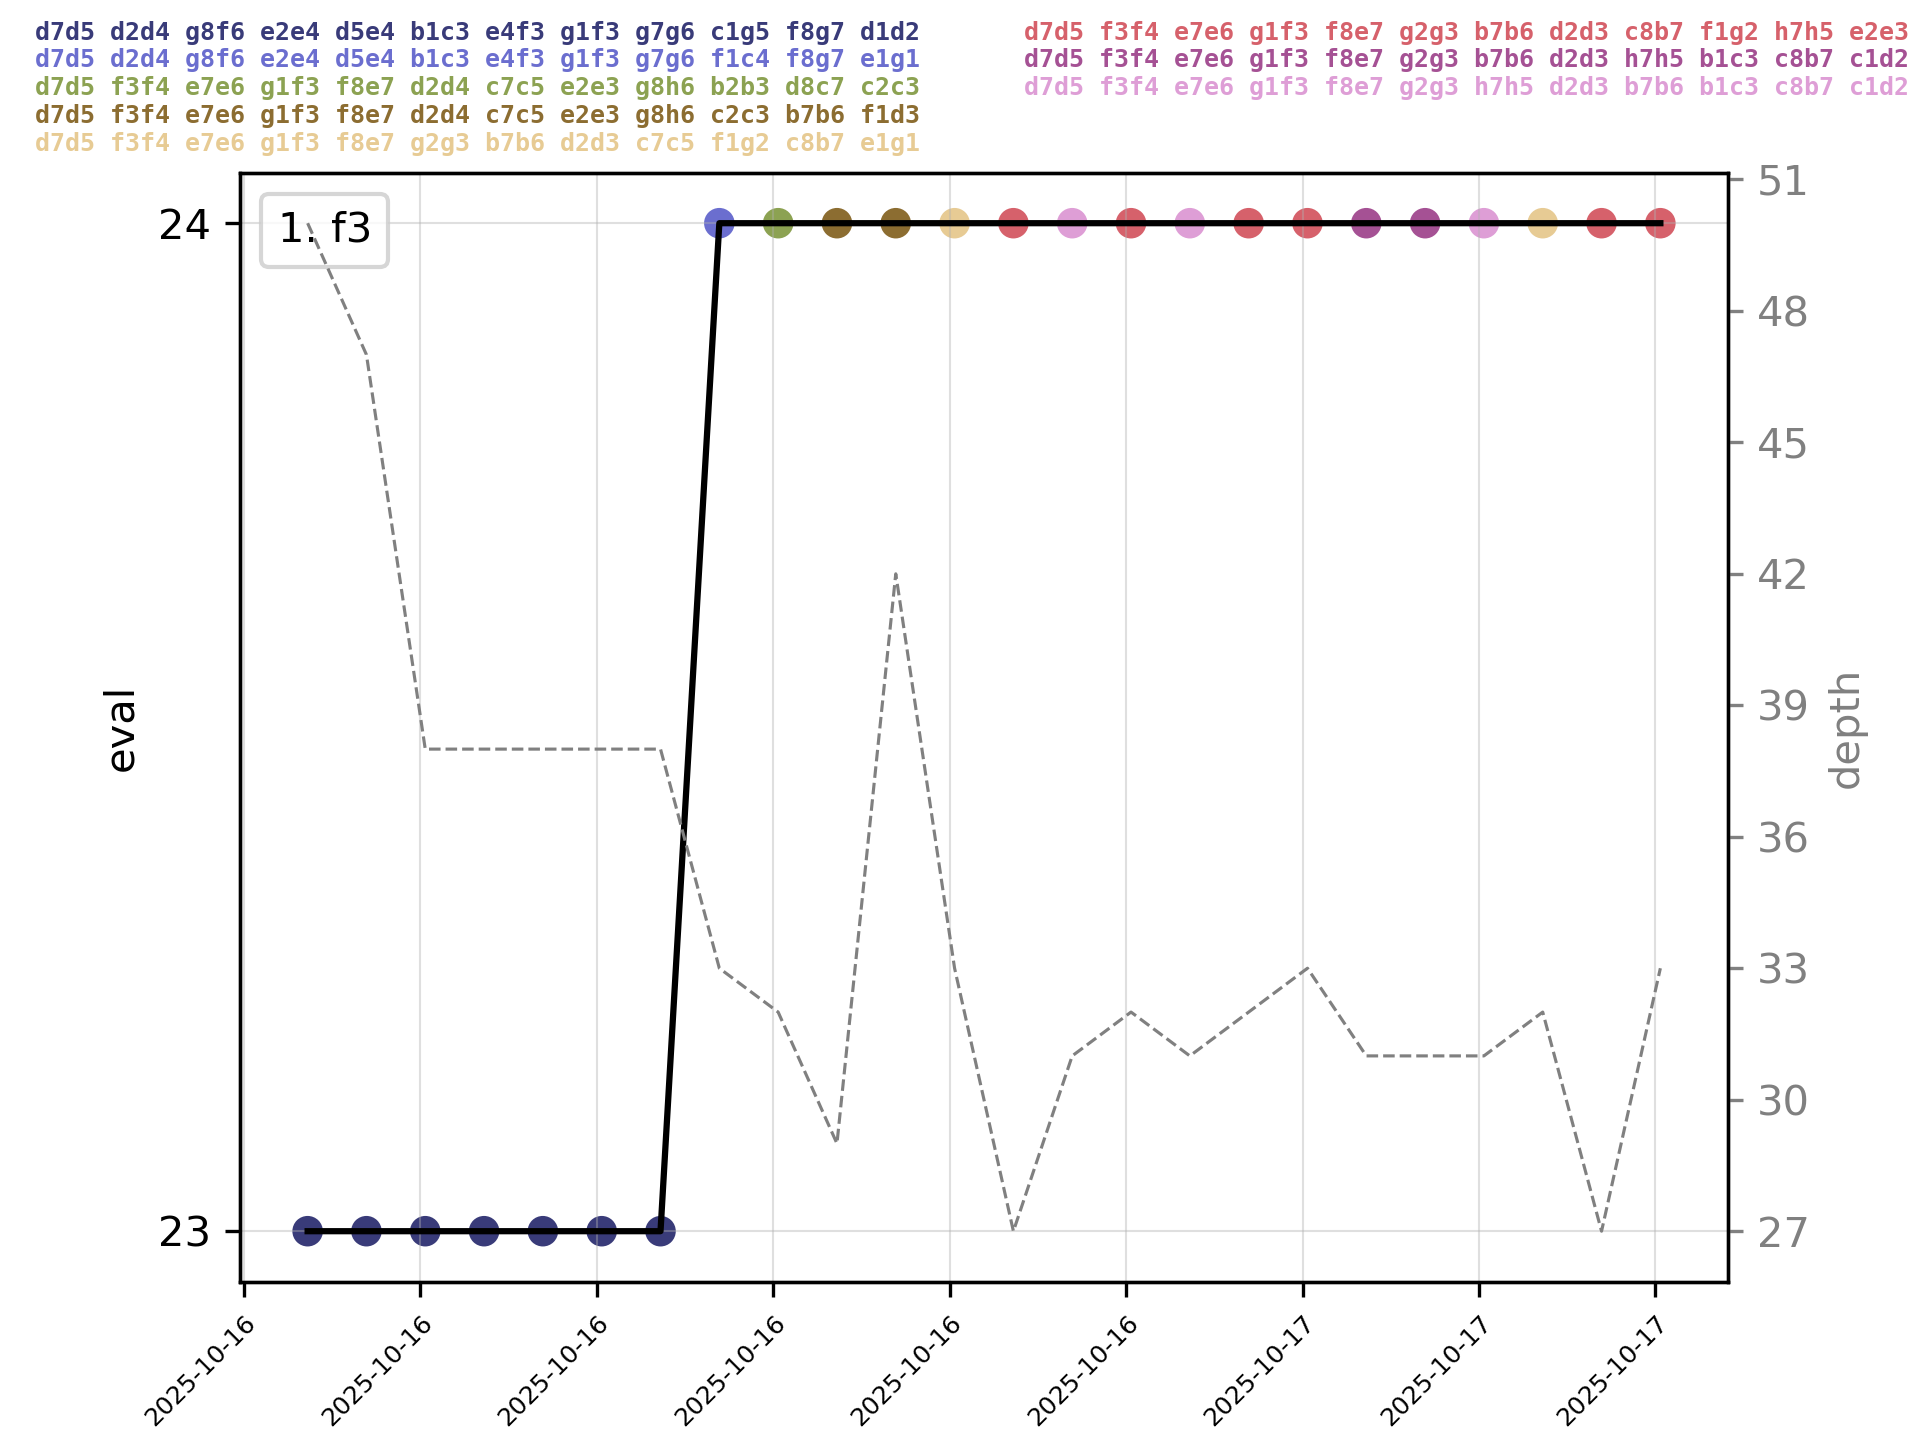 d7d5 d2d4 g8f6 e2e4 d5e4 b1c3 e4f3 g1f3 g7g6 c1g5 f8g7 d1d2
d7d5 d2d4 g8f6 e2e4 d5e4 b1c3 e4f3 g1f3 g7g6 f1c4 f8g7 e1g1
d7d5 f3f4 e7e6 g1f3 f8e7 d2d4 c7c5 e2e3 g8h6 b2b3 d8c7 c2c3
d7d5 f3f4 e7e6 g1f3 f8e7 d2d4 c7c5 e2e3 g8h6 c2c3 b7b6 f1d3
d7d5 f3f4 e7e6 g1f3 f8e7 g2g3 b7b6 d2d3 c7c5 f1g2 c8b7 e1g1
d7d5 f3f4 e7e6 g1f3 f8e7 g2g3 b7b6 d2d3 c8b7 f1g2 h7h5 e2e3
d7d5 f3f4 e7e6 g1f3 f8e7 g2g3 b7b6 d2d3 h7h5 b1c3 c8b7 c1d2
d7d5 f3f4 e7e6 g1f3 f8e7 g2g3 h7h5 d2d3 b7b6 b1c3 c8b7 c1d2
1. f3
24
23
eval
51
48
45
42
39
36
33
30
27
depth
2025-10-16
2025-10-16
2025-10-16
2025-10-16
2025-10-16
2025-10-16
2025-10-17
2025-10-17
2025-10-17